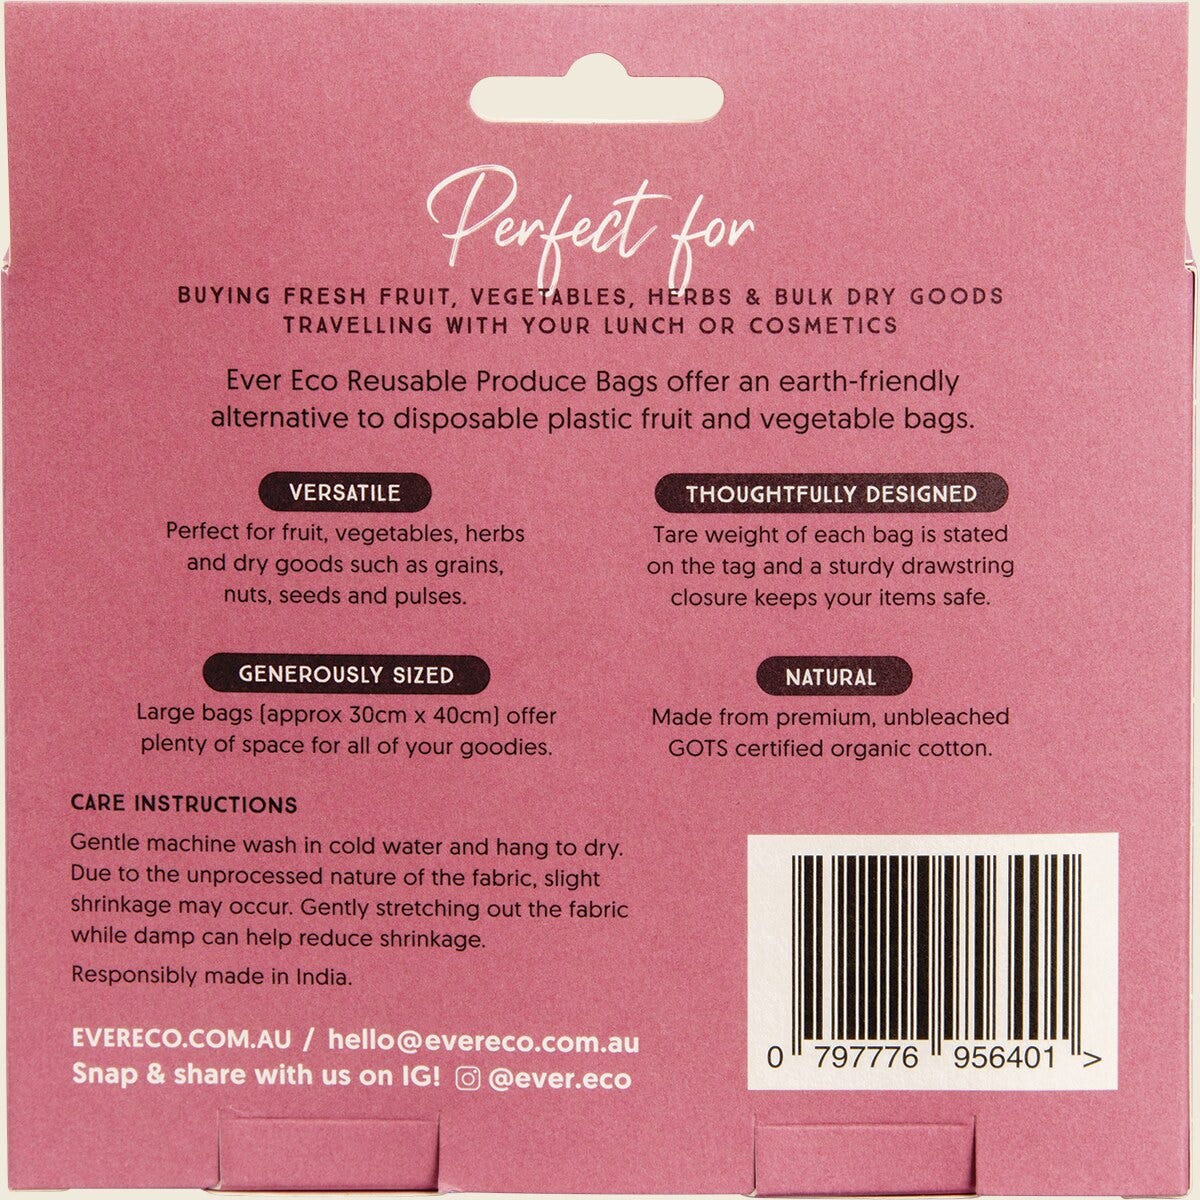 Perfect for
BUYING FRESH FRUIT, VEGETABLES, HERBS & BULK DRY GOODS
TRAVELLING WITH YOUR LUNCH OR COSMETICS
Ever Eco Reusable Produce Bags offer an earth-friendly
alternative to disposable plastic fruit and vegetable bags.
VERSATILE
Perfect for fruit, vegetables, herbs
and dry goods such as grains,
nuts, seeds and pulses.
THOUGHTFULLY DESIGNED
Tare weight of each bag is stated
on the tag and a sturdy drawstring
closure keeps your items safe.
GENEROUSLY SIZED
Large bags (approx 30cm x 40cm) offer
plenty of space for all of your goodies.
NATURAL
Made from premium, unbleached
GOTS certified organic cotton.
CARE INSTRUCTIONS
Gentle machine wash in cold water and hang to dry.
Due to the unprocessed nature of the fabric, slight
shrinkage may occur. Gently stretching out the fabric
while damp can help reduce shrinkage.
Responsibly made in India.
EVERECO.COM.AU / hello@evereco.com.au
Snap & share with us on IG! @ever.eco
0 797776 956401 >